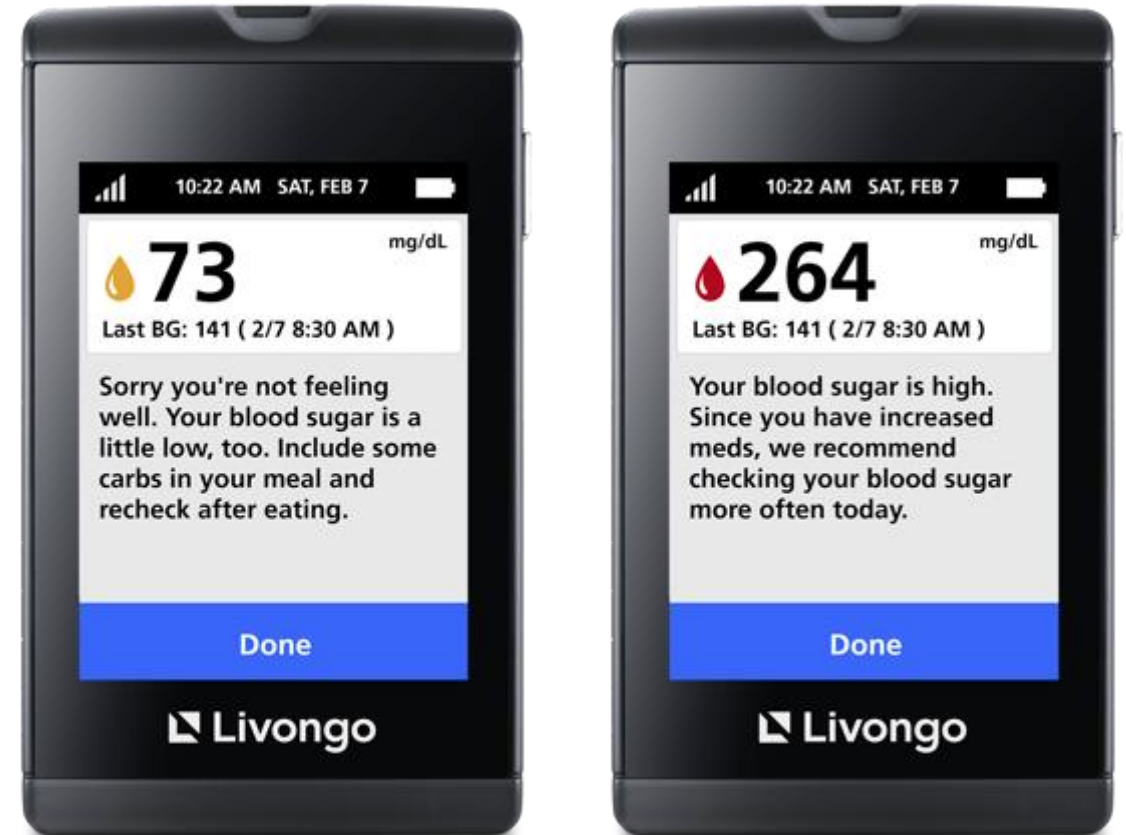 10:22 AM SAT, FEB 7
73 mg/dL
Last BG: 141 ( 2/7 8:30 AM )
Sorry you're not feeling
well. Your blood sugar is a
little low, too. Include some
carbs in your meal and
recheck after eating.
Done
Livongo
10:22 AM SAT, FEB 7
264 mg/dL
Last BG: 141 ( 2/7 8:30 AM )
Your blood sugar is high.
Since you have increased
meds, we recommend
checking your blood sugar
more often today.
Done
Livongo